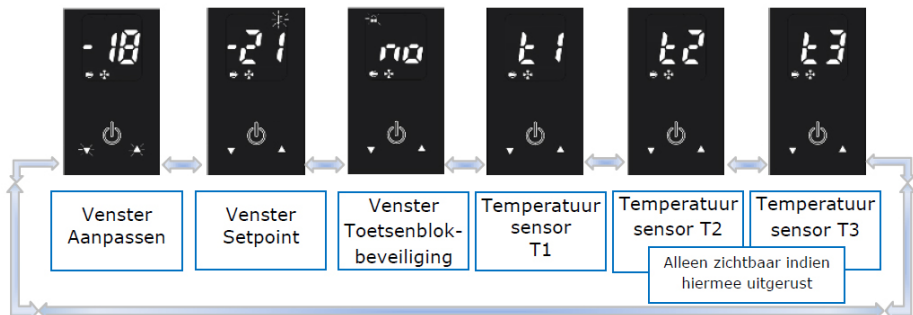 -18
-21
no
t1
t2
t3
Venster
Aanpassen
Venster
Setpoint
Venster
Toetsenblok-
beveiliging
Temperatuur
sensor
T1
Temperatuur
sensor T2
Temperatuur
sensor T3
Alleen zichtbaar indien
hiermee uitgerust